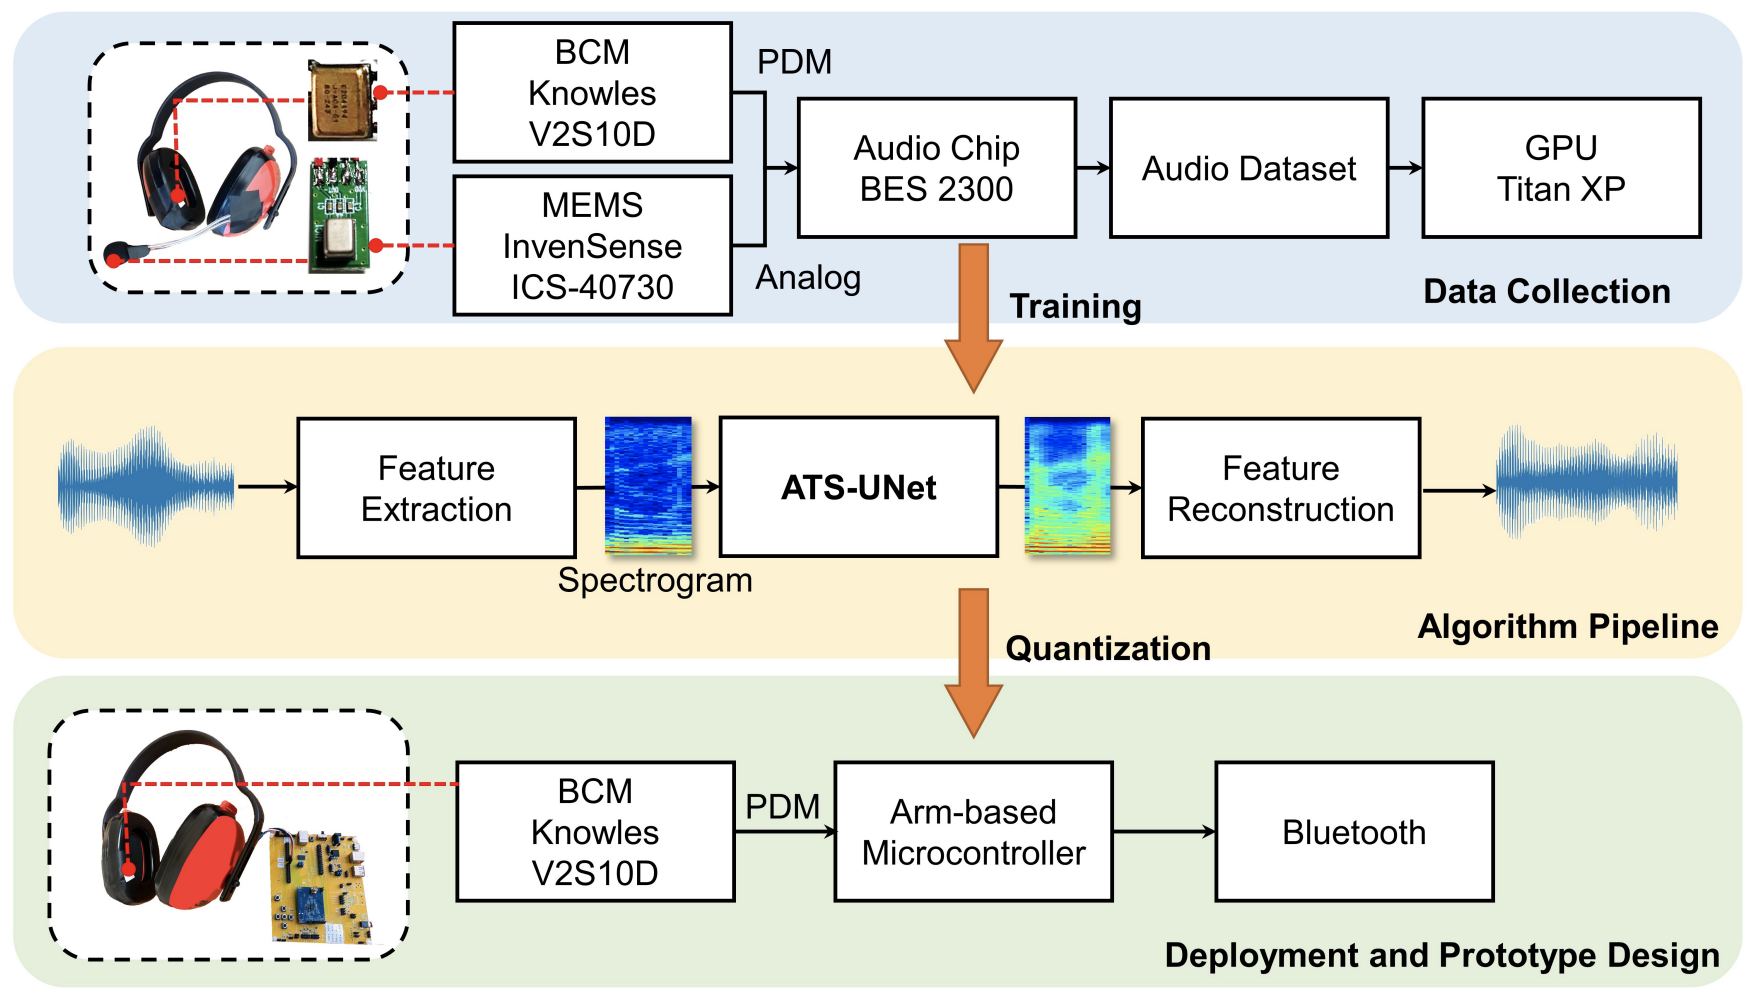 BCM
Knowles
V2S10D
PDM
MEMS
InvenSense
ICS-40730
Analog
Audio Chip
BES 2300
Audio Dataset
GPU
Titan XP
Data Collection
Training
Feature
Extraction
Spectrogram
ATS-UNet
Feature
Reconstruction
Algorithm Pipeline
Quantization
BCM
Knowles
V2S10D
PDM
Arm-based
Microcontroller
Bluetooth
Deployment and Prototype Design